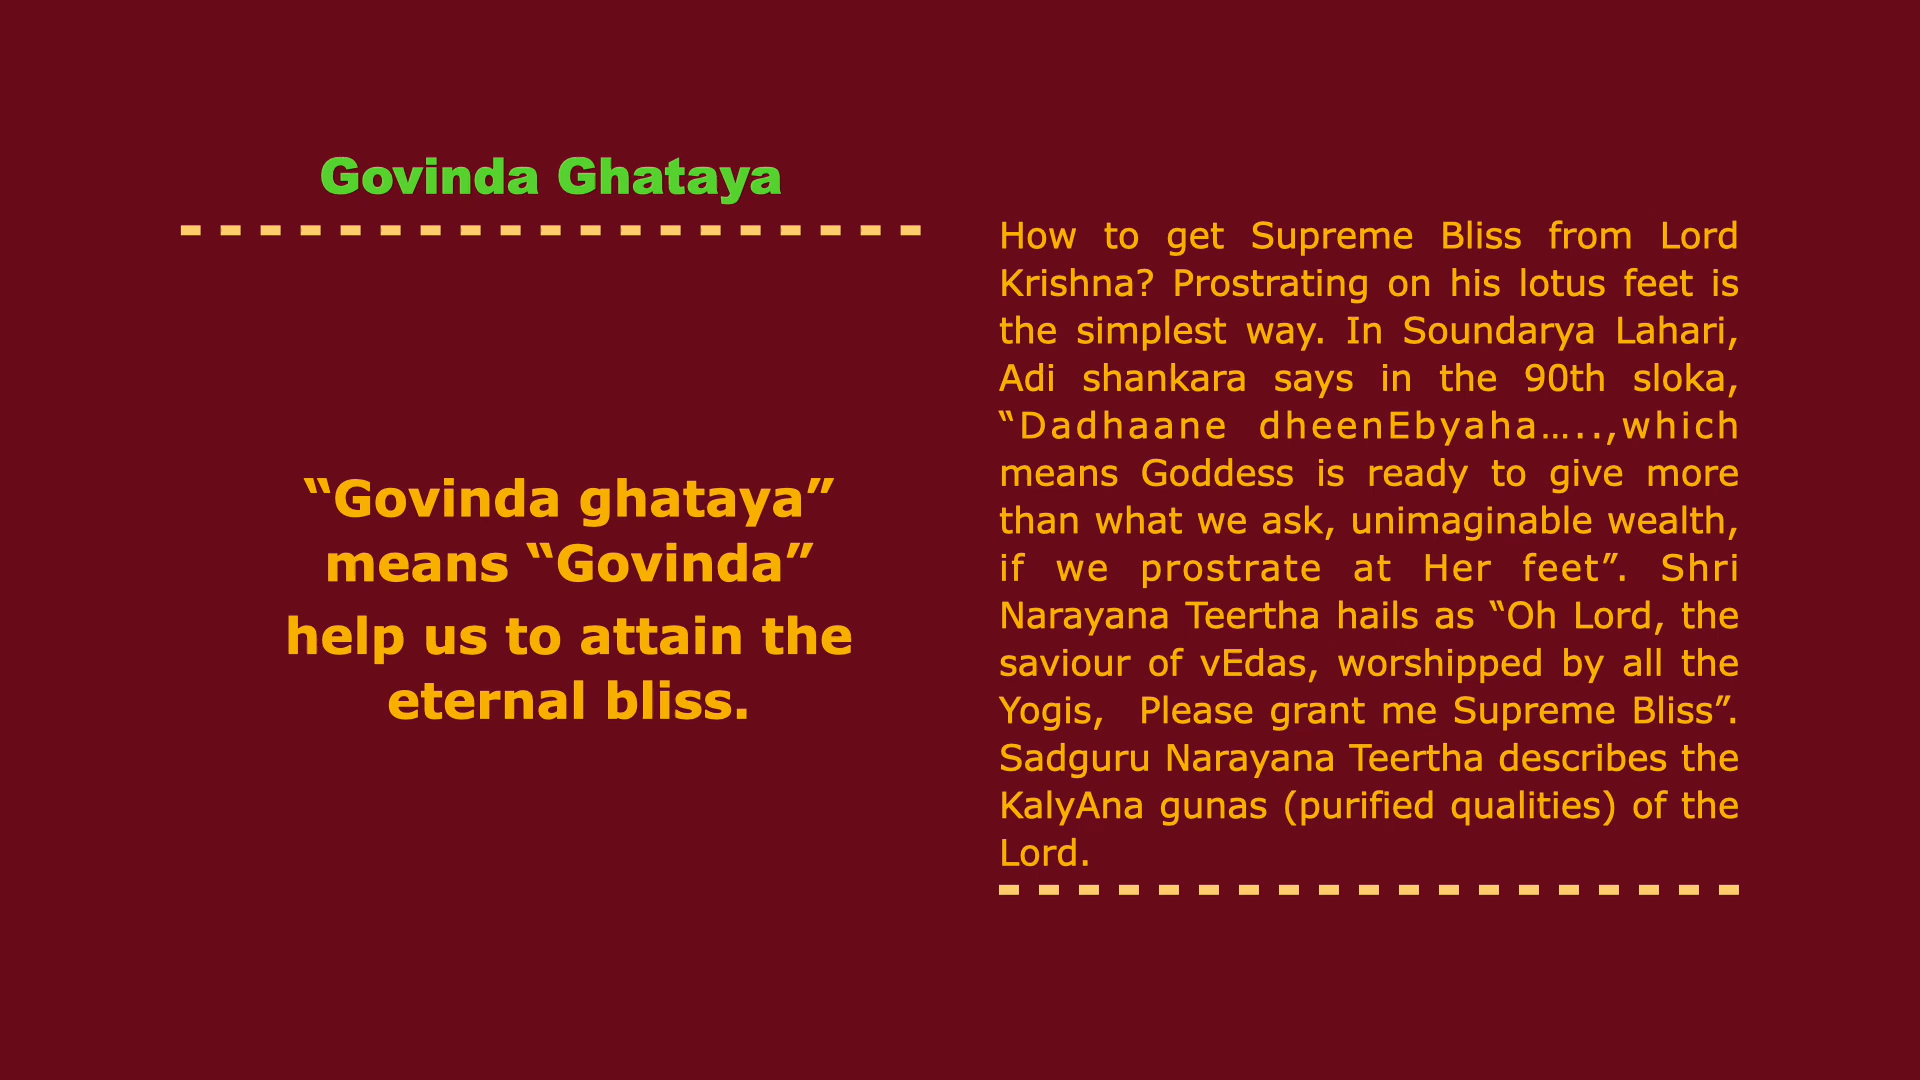 Govinda Ghataya
“Govinda ghataya”
means “Govinda”
help us to attain the
eternal bliss.
How to get Supreme Bliss from Lord
Krishna? Prostrating on his lotus feet is
the simplest way. In Soundarya Lahari,
Adi shankara says in the 90th sloka,
“Dadhaane dheenEbyaha…..,which
means Goddess is ready to give more
than what we ask, unimaginable wealth,
if we prostrate at Her feet”. Shri
Narayana Teertha hails as “Oh Lord, the
saviour of vEdas, worshipped by all the
Yogis, Please grant me Supreme Bliss”.
Sadguru Narayana Teertha describes the
KalyAna gunas (purified qualities) of the
Lord.